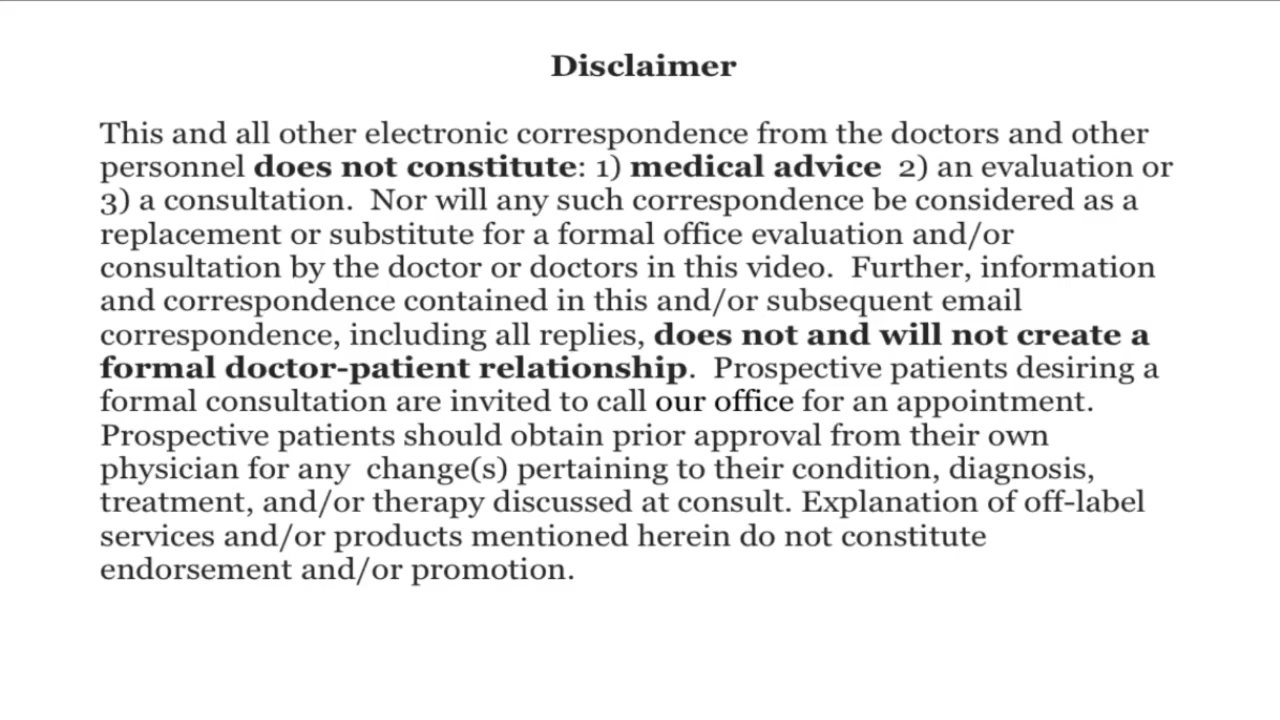 Disclaimer
This and all other electronic correspondence from the doctors and other
personnel does not constitute: 1) medical advice  2) an evaluation or
3) a consultation.  Nor will any such correspondence be considered as a
replacement or substitute for a formal office evaluation and/or
consultation by the doctor or doctors in this video.  Further, information
and correspondence contained in this and/or subsequent email
correspondence, including all replies, does not and will not create a
formal doctor-patient relationship.  Prospective patients desiring a
formal consultation are invited to call our office for an appointment.
Prospective patients should obtain prior approval from their own
physician for any  change(s) pertaining to their condition, diagnosis,
treatment, and/or therapy discussed at consult. Explanation of off-label
services and/or products mentioned herein do not constitute
endorsement and/or promotion.